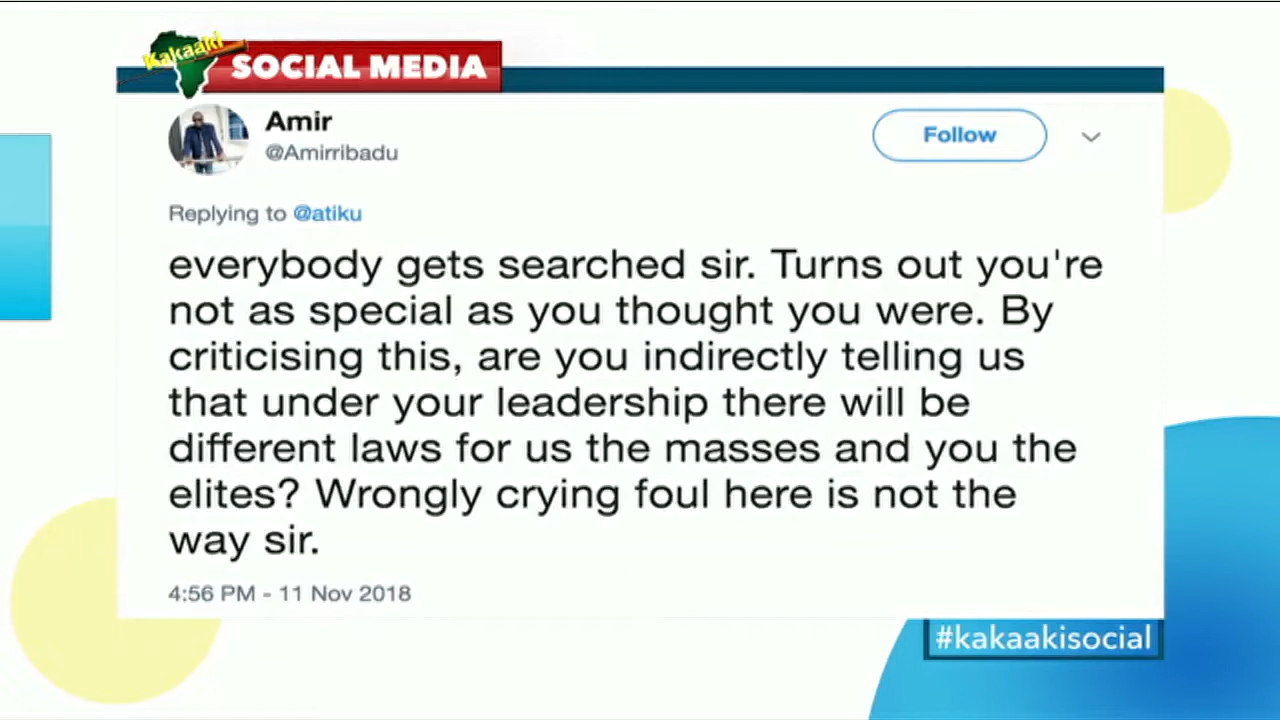 Kakaaki
SOCIAL MEDIA
Amir
@Amirribadu
Follow
Replying to @atiku
everybody gets searched sir. Turns out you're
not as special as you thought you were. By
criticising this, are you indirectly telling us
that under your leadership there will be
different laws for us the masses and you the
elites? Wrongly crying foul here is not the
way sir.
4:56 PM - 11 Nov 2018
#kakaakisocial